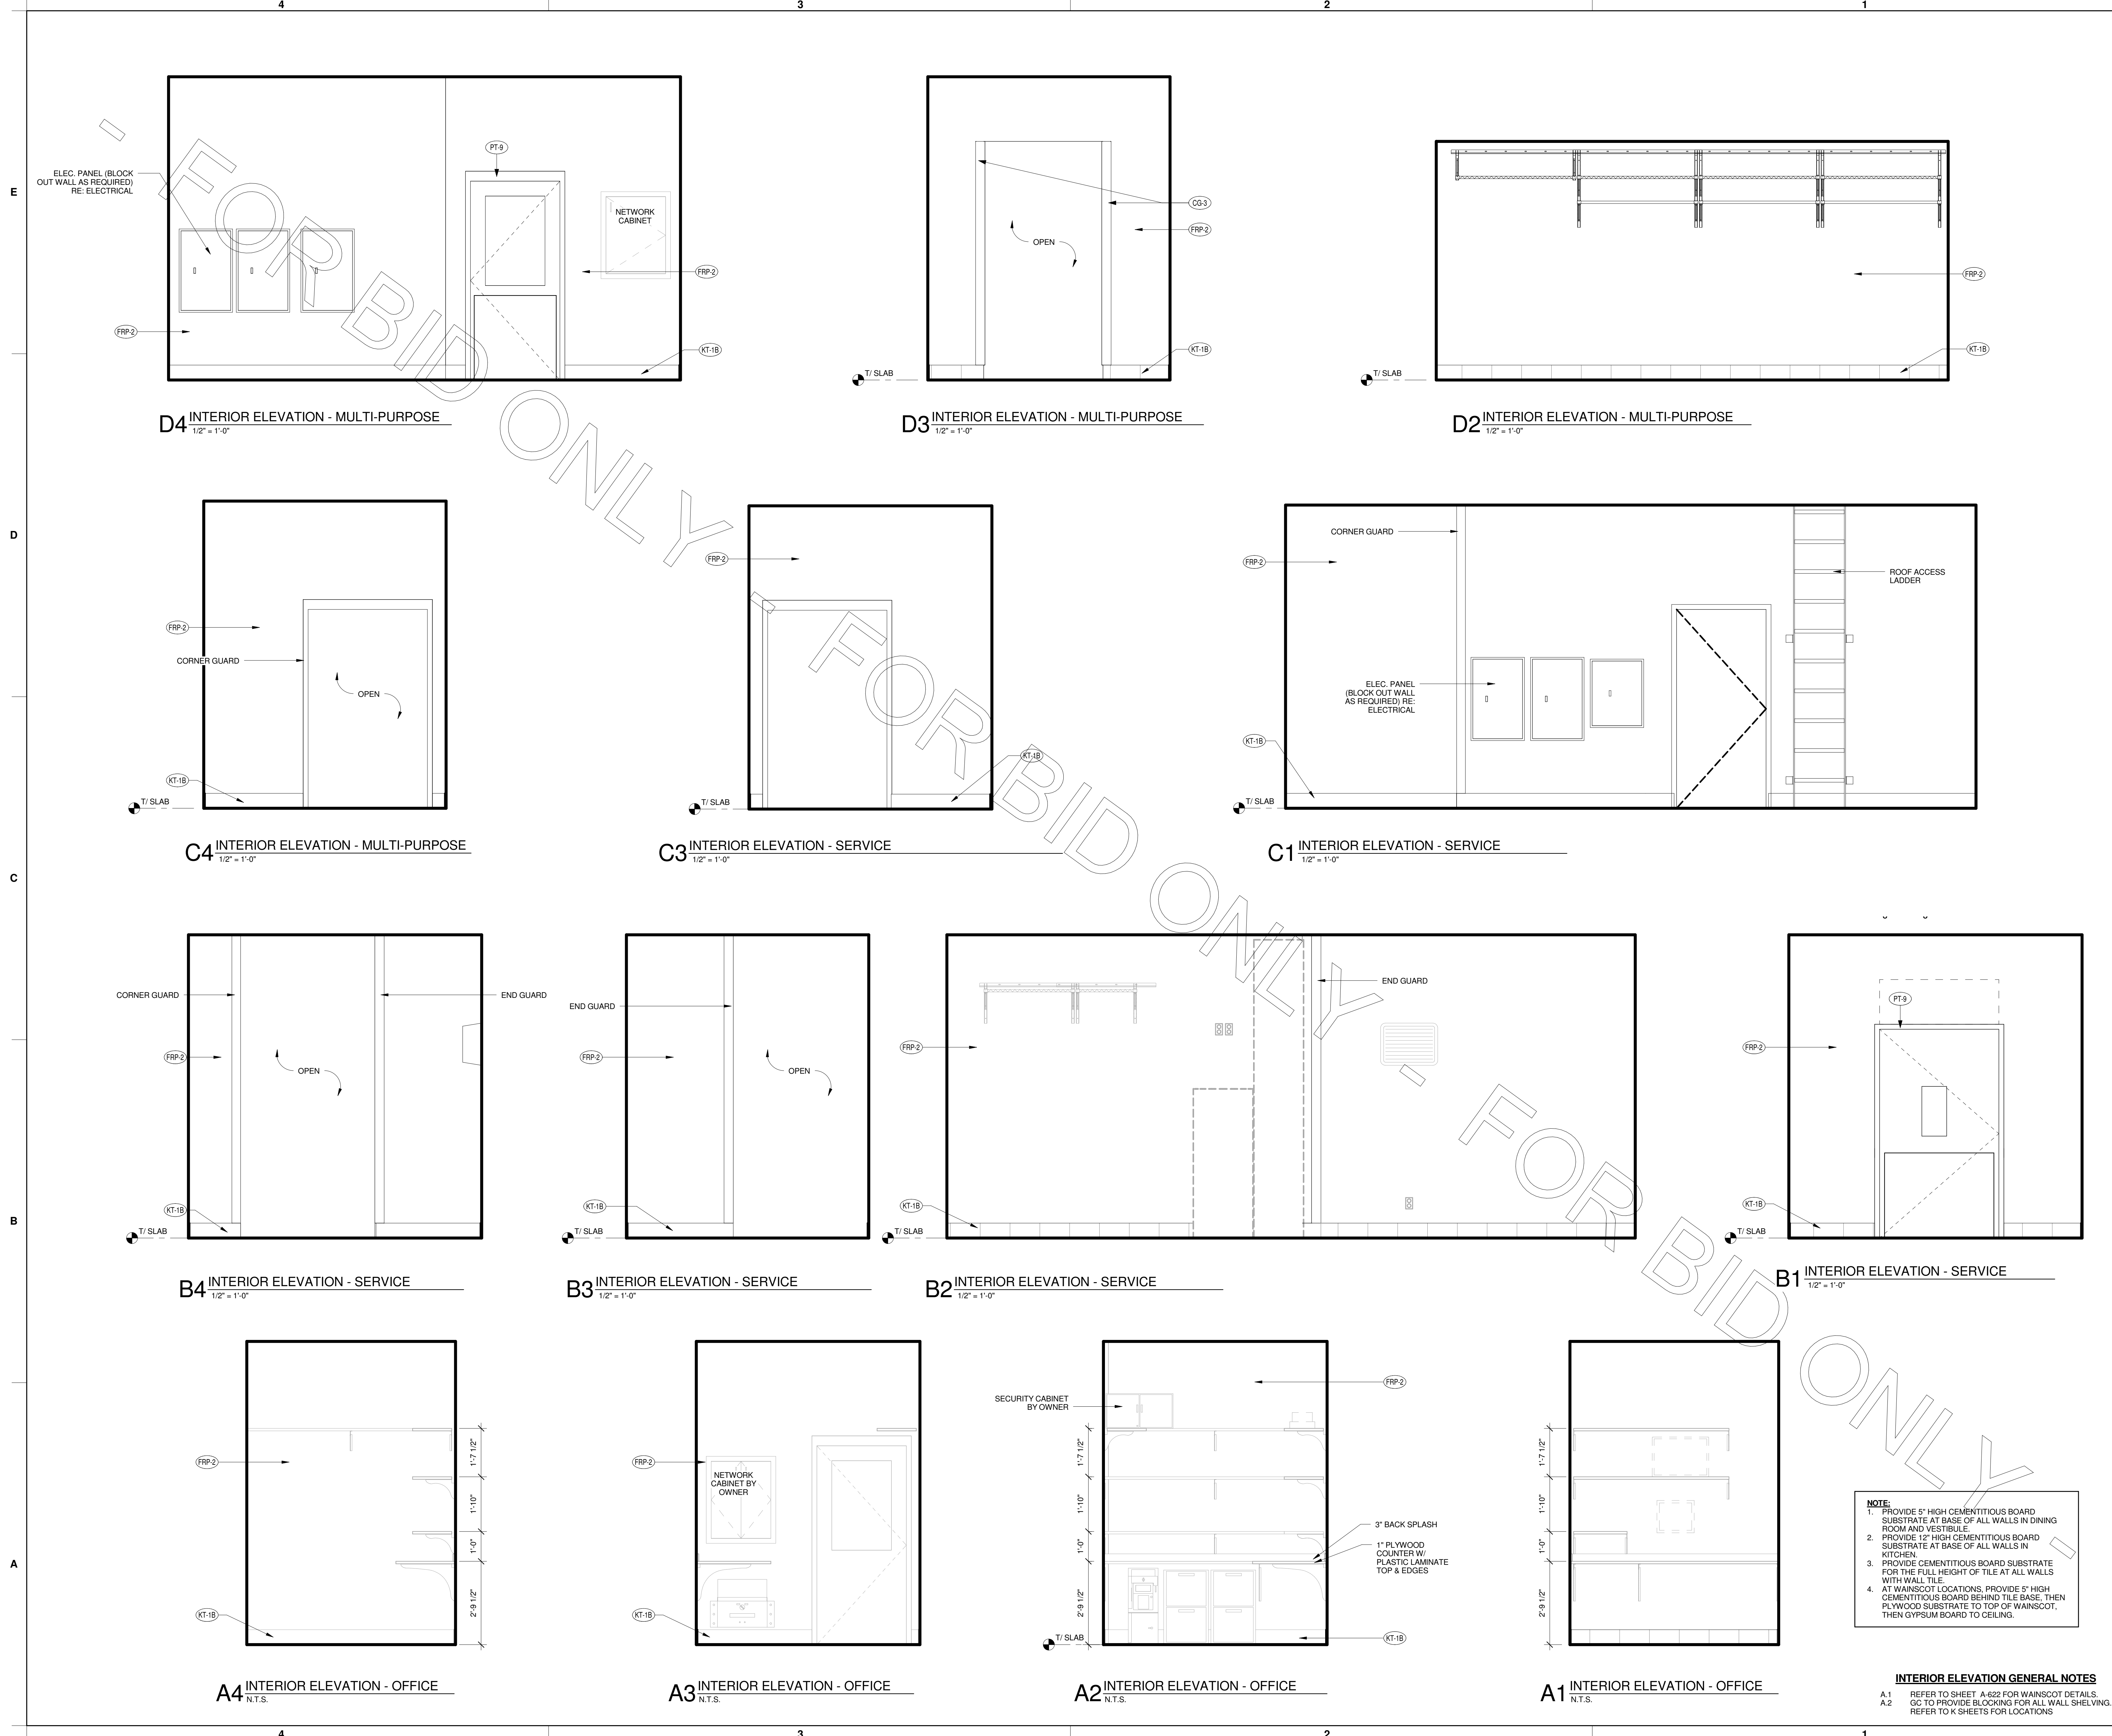 4
3
2
1
E
D
C
B
A
ELEC. PANEL (BLOCK
OUT WALL AS REQUIRED)
RE: ELECTRICAL
PT-9
NETWORK
CABINET
FRP-2
FRP-2
KT-1B
D4 INTERIOR ELEVATION - MULTI-PURPOSE
1/2" = 1'-0"
CG-3
FRP-2
OPEN
KT-1B
T/ SLAB
D3 INTERIOR ELEVATION - MULTI-PURPOSE
1/2" = 1'-0"
FRP-2
KT-1B
T/ SLAB
D2 INTERIOR ELEVATION - MULTI-PURPOSE
1/2" = 1'-0"
FRP-2
CORNER GUARD
OPEN
KT-1B
T/ SLAB
C4 INTERIOR ELEVATION - MULTI-PURPOSE
1/2" = 1'-0"
FRP-2
KT-1B
T/ SLAB
C3 INTERIOR ELEVATION - SERVICE
1/2" = 1'-0"
CORNER GUARD
FRP-2
ROOF ACCESS
LADDER
ELEC. PANEL
(BLOCK OUT WALL
AS REQUIRED) RE:
ELECTRICAL
KT-1B
T/ SLAB
C1 INTERIOR ELEVATION - SERVICE
1/2" = 1'-0"
CORNER GUARD
END GUARD
FRP-2
OPEN
KT-1B
T/ SLAB
B4 INTERIOR ELEVATION - SERVICE
1/2" = 1'-0"
END GUARD
FRP-2
OPEN
KT-1B
T/ SLAB
B3 INTERIOR ELEVATION - SERVICE
1/2" = 1'-0"
END GUARD
FRP-2
KT-1B
T/ SLAB
B2 INTERIOR ELEVATION - SERVICE
1/2" = 1'-0"
PT-9
FRP-2
KT-1B
T/ SLAB
B1 INTERIOR ELEVATION - SERVICE
1/2" = 1'-0"
FRP-2
1'-7 1/2"
1'-10"
1'-0"
2'-9 1/2"
KT-1B
A4 INTERIOR ELEVATION - OFFICE
N.T.S.
FRP-2
NETWORK
CABINET BY
OWNER
KT-1B
A3 INTERIOR ELEVATION - OFFICE
N.T.S.
SECURITY CABINET
BY OWNER
FRP-2
1'-7 1/2"
1'-10"
1'-0"
2'-9 1/2"
3" BACK SPLASH
1" PLYWOOD
COUNTER W/
PLASTIC LAMINATE
TOP & EDGES
KT-1B
T/ SLAB
A2 INTERIOR ELEVATION - OFFICE
N.T.S.
1'-7 1/2"
1'-10"
1'-0"
2'-9 1/2"
A1 INTERIOR ELEVATION - OFFICE
N.T.S.
NOTE:
1. PROVIDE 5" HIGH CEMENTITIOUS BOARD
SUBSTRATE AT BASE OF ALL WALLS IN DINING
ROOM AND VESTIBULE.
2. PROVIDE 12" HIGH CEMENTITIOUS BOARD
SUBSTRATE AT BASE OF ALL WALLS IN
KITCHEN.
3. PROVIDE CEMENTITIOUS BOARD SUBSTRATE
FOR THE FULL HEIGHT OF TILE AT ALL WALLS
WITH WALL TILE.
4. AT WAINSCOT LOCATIONS, PROVIDE 5" HIGH
CEMENTITIOUS BOARD BEHIND TILE BASE, THEN
PLYWOOD SUBSTRATE TO TOP OF WAINSCOT,
THEN GYPSUM BOARD TO CEILING.
INTERIOR ELEVATION GENERAL NOTES
A.1 REFER TO SHEET A-622 FOR WAINSCOT DETAILS.
A.2 GC TO PROVIDE BLOCKING FOR ALL WALL SHELVING.
REFER TO K SHEETS FOR LOCATIONS
- FOR BID ONLY - FOR BID ONLY - FOR BID ONLY -
4
3
2
1